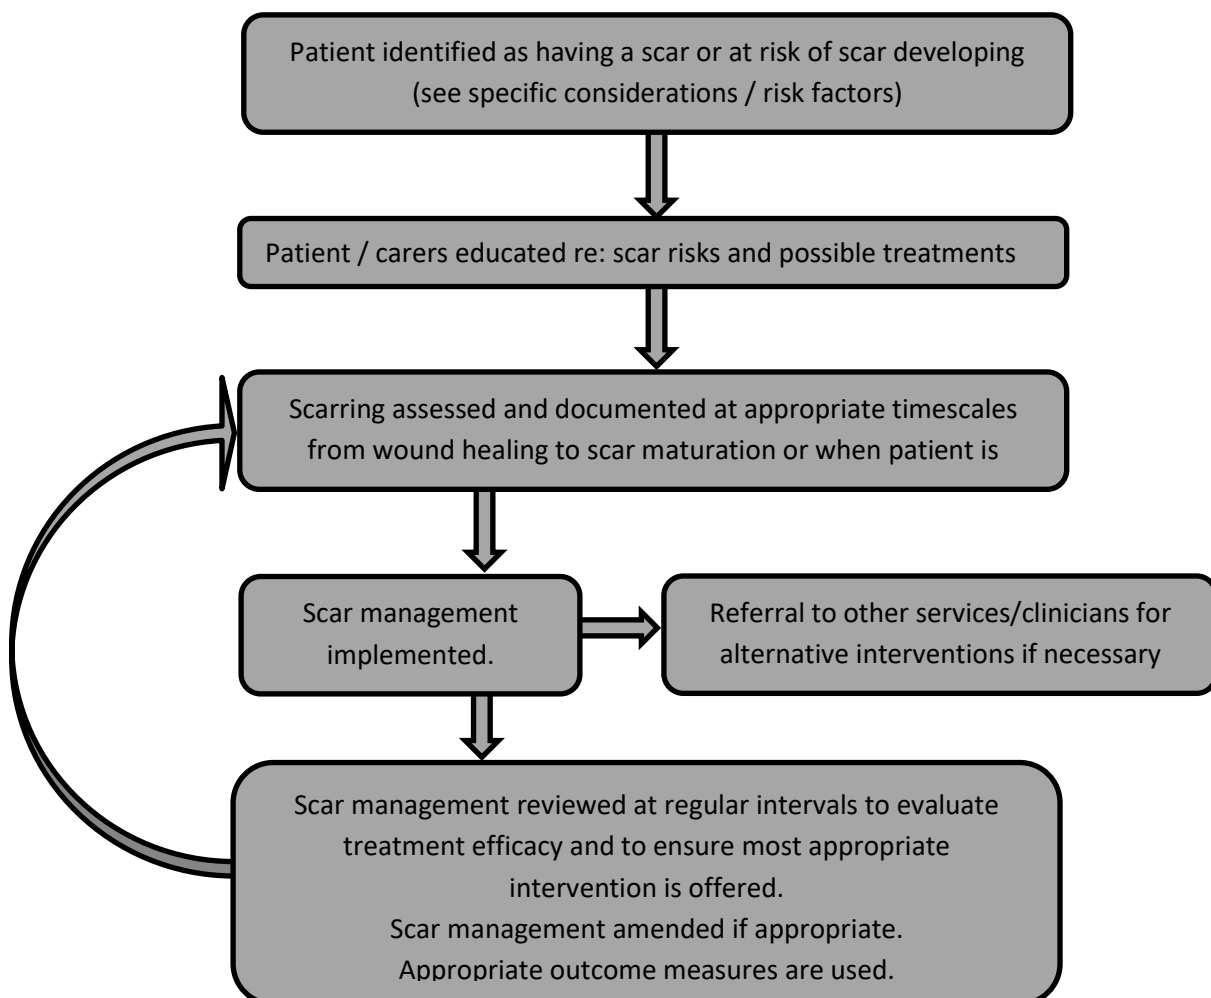 Patient identified as having a scar or at risk of scar developing
(see specific considerations / risk factors)
Patient / carers educated re: scar risks and possible treatments
Scarring assessed and documented at appropriate timescales
from wound healing to scar maturation or when patient is
Scar management
implemented.
Referral to other services/clinicians for
alternative interventions if necessary
Scar management reviewed at regular intervals to evaluate
treatment efficacy and to ensure most appropriate
intervention is offered.
Scar management amended if appropriate.
Appropriate outcome measures are used.